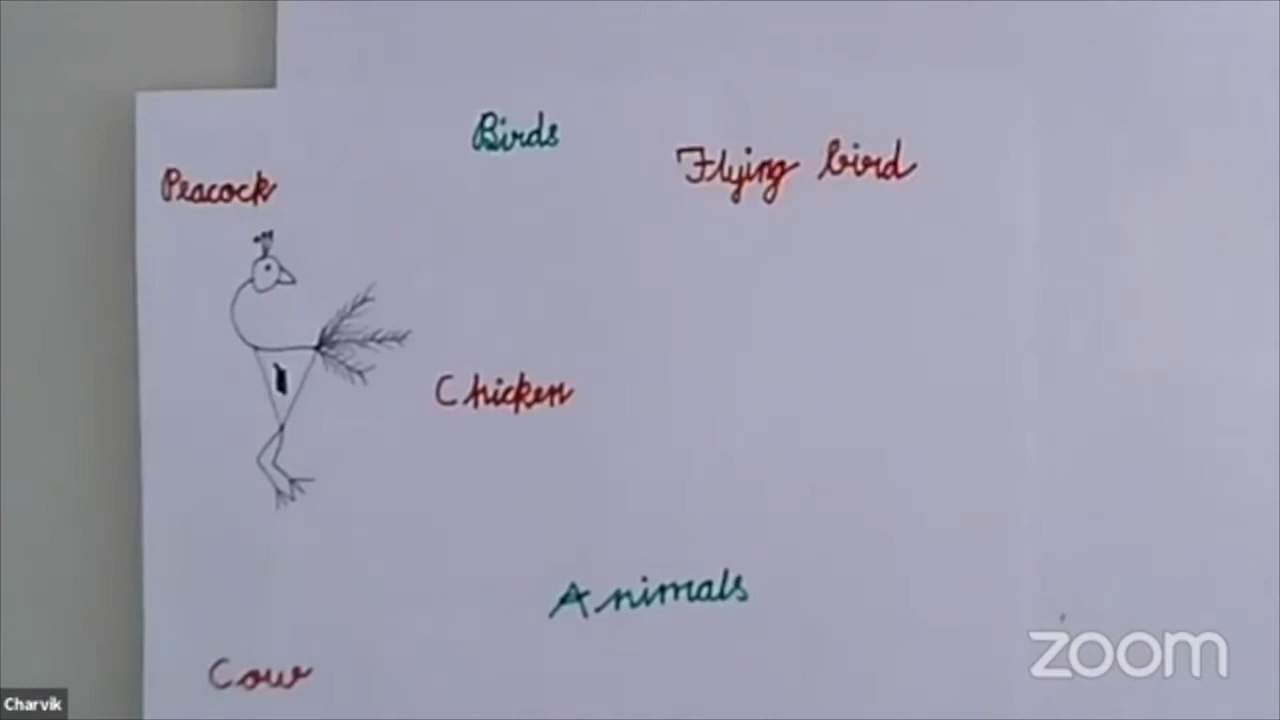 Birds
Flying bird
Peacock
Chicken
Animals
Cow
zoom
Charvik